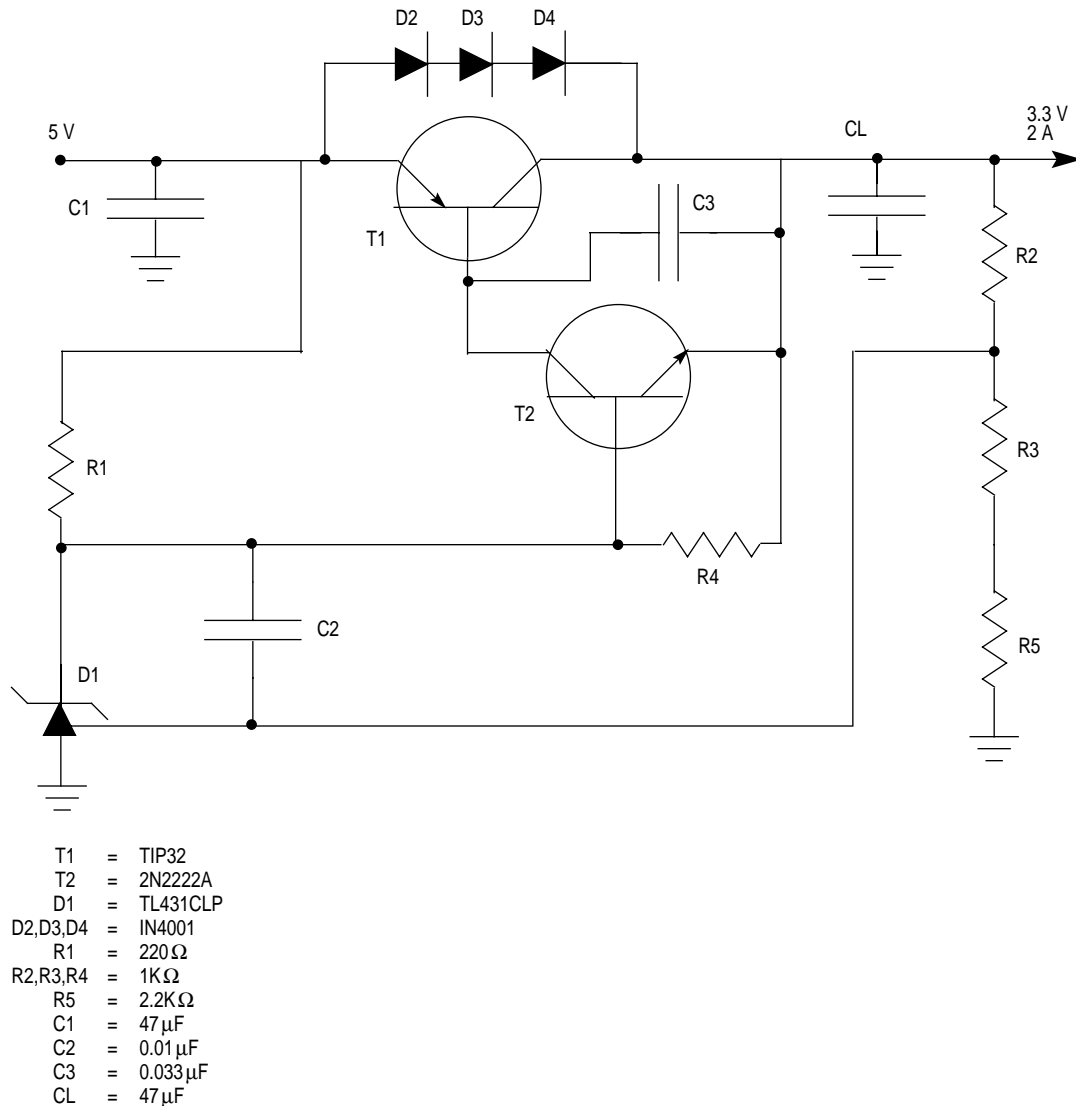 D2 D3 D4
5 V
CL
3.3 V
2 A
C1
C3
T1
R2
T2
R3
R1
R4
C2
R5
D1
T1 = TIP32
T2 = 2N2222A
D1 = TL431CLP
D2,D3,D4 = IN4001
R1 = 220Ω
R2,R3,R4 = 1KΩ
R5 = 2.2KΩ
C1 = 47µF
C2 = 0.01µF
C3 = 0.033µF
CL = 47µF